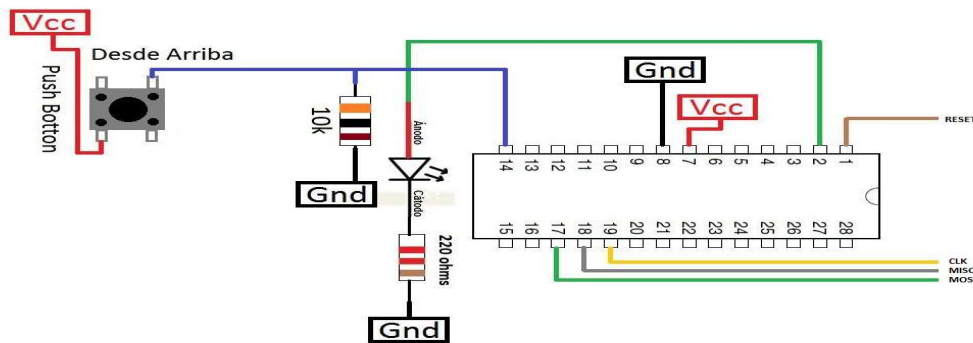 Vcc
Desde Arriba
Push Botton
10k
Gnd
Ánodo
Cátodo
220 ohms
Gnd
Gnd
Vcc
RESET
14 13 12 11 10 9 8 7 6 5 4 3 2 1
15 16 17 18 19 20 21 22 23 24 25 26 27 28
CLK
MISO
MOS